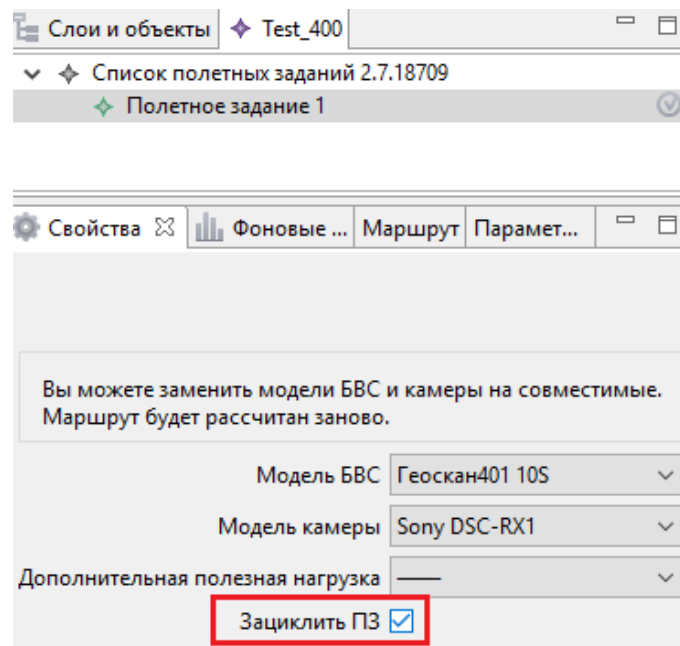 Слои и объекты Test_400
Список полетных заданий 2.7.18709
Полетное задание 1
Свойства Фоновые ... Маршрут Парамет...
Вы можете заменить модели БВС и камеры на совместимые.
Маршрут будет рассчитан заново.
Модель БВС Геоскан401 10S
Модель камеры Sony DSC-RX1
Дополнительная полезная нагрузка ——
Зациклить ПЗ